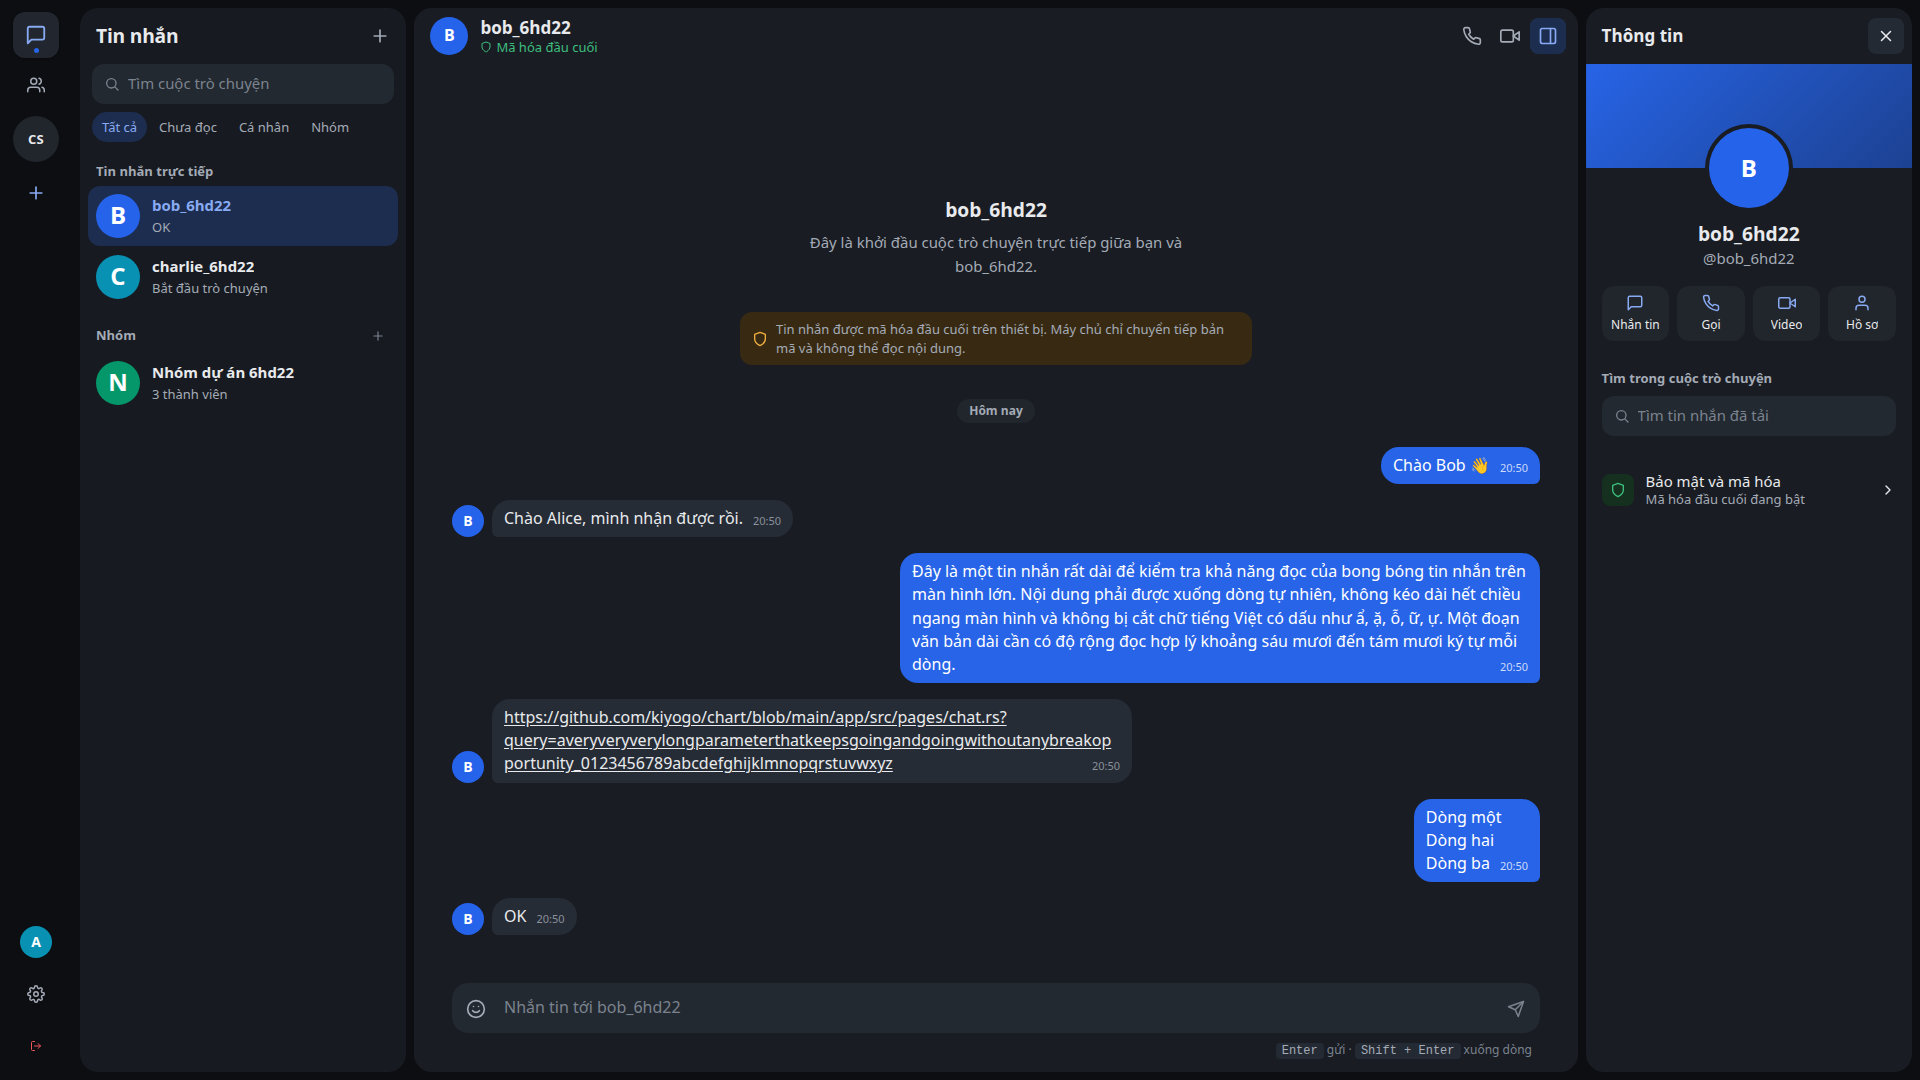 CS
A
Tin nhắn
Tìm cuộc trò chuyện
Tất cả
Chưa đọc
Cá nhân
Nhóm
Tin nhắn trực tiếp
B
bob_6hd22
OK
C
charlie_6hd22
Bắt đầu trò chuyện
Nhóm
N
Nhóm dự án 6hd22
3 thành viên
B
bob_6hd22
Mã hóa đầu cuối
bob_6hd22
Đây là khởi đầu cuộc trò chuyện trực tiếp giữa bạn và
bob_6hd22.
Tin nhắn được mã hóa đầu cuối trên thiết bị. Máy chủ chỉ chuyển tiếp bản
mã và không thể đọc nội dung.
Hôm nay
Chào Bob 👋 20:50
B
Chào Alice, mình nhận được rồi. 20:50
Đây là một tin nhắn rất dài để kiểm tra khả năng đọc của bong bóng tin nhắn trên
màn hình lớn. Nội dung phải được xuống dòng tự nhiên, không kéo dài hết chiều
ngang màn hình và không bị cắt chữ tiếng Việt có dấu như ẩ, ặ, ỗ, ữ, ự. Một đoạn
văn bản dài cần có độ rộng đọc hợp lý khoảng sáu mươi đến tám mươi ký tự mỗi
dòng. 20:50
https://github.com/kiyogo/chart/blob/main/app/src/pages/chat.rs?
query=averyveryverylongparameterthatkeepsgoingandgoingwithoutanybreakop
portunity_0123456789abcdefghijklmnopqrstuvwxyz 20:50
B
Dòng một
Dòng hai
Dòng ba 20:50
B
OK 20:50
Nhắn tin tới bob_6hd22
Enter gửi · Shift + Enter xuống dòng
Thông tin
B
bob_6hd22
@bob_6hd22
Nhắn tin
Gọi
Video
Hồ sơ
Tìm trong cuộc trò chuyện
Tìm tin nhắn đã tải
Bảo mật và mã hóa
Mã hóa đầu cuối đang bật